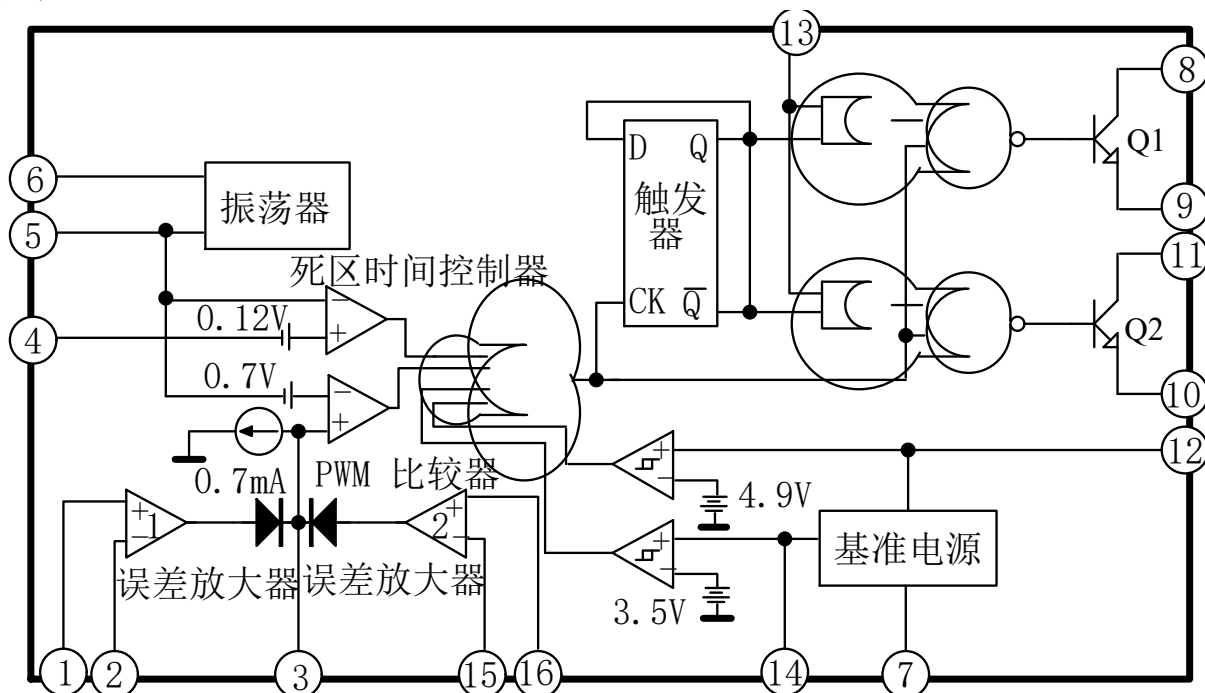 13
8
D Q
Q1
6
触发器
振荡器
9
5
11
死区时间控制器
CK Q̅
0.12V
−
+
4
Q2
0.7V
−
+
10
12
0.7mA
PWM 比较器
+
−
4.9V
+
1
−
+
2
−
基准电源
+
−
误差放大器
误差放大器
3.5V
1
2
3
15
16
14
7